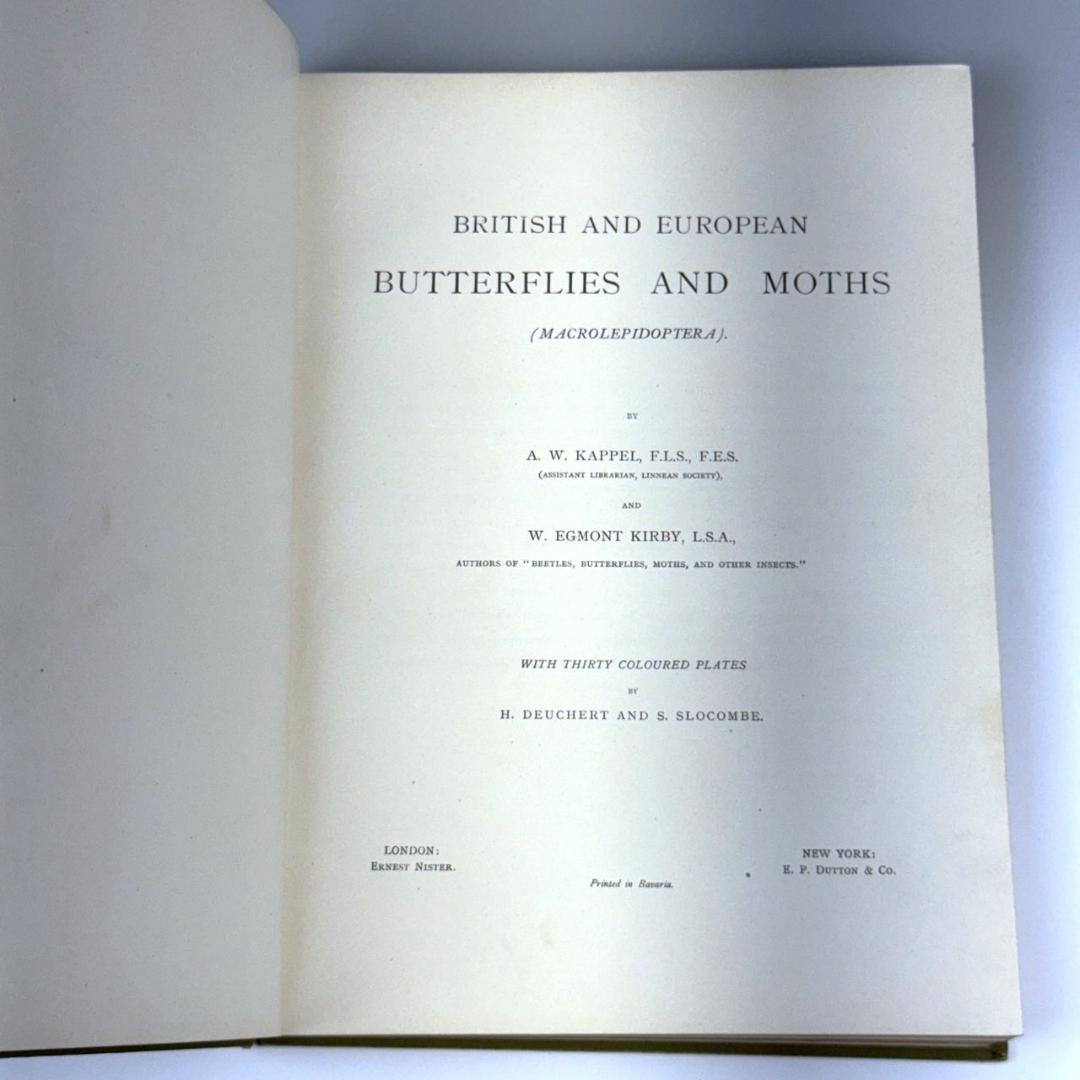 BRITISH AND EUROPEAN
BUTTERFLIES AND MOTHS
(MACROLEPIDOPTERA).
BY
A. W. KAPPEL, F.L.S., F.E.S.
(ASSISTANT LIBRARIAN, LINNEAN SOCIETY),
AND
W. EGMONT KIRBY, L.S.A.,
AUTHORS OF "BEETLES, BUTTERFLIES, MOTHS, AND OTHER INSECTS."
WITH THIRTY COLOURED PLATES
BY
H. DEUCHERT AND S. SLOCOMBE.
LONDON:
ERNEST NISTER.
Printed in Bavaria.
NEW YORK:
E. P. DUTTON & CO.